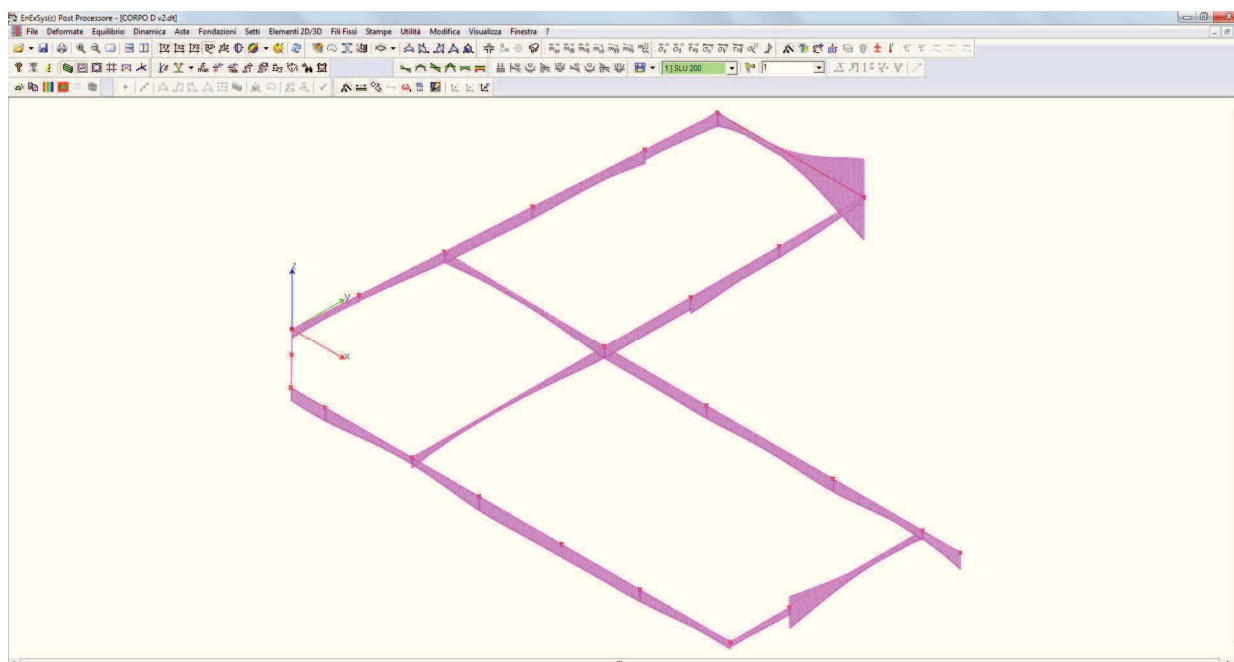 EnExSys(c) Post Processore - [CORPO D v2.dt]
File Deformate Equilibrio Dinamica Aste Fondazioni Setti Elementi 2D/3D Fili Fissi Stampe Utilità Modifica Visualizza Finestra ?
1] SLU 200 1
Z
Y
X